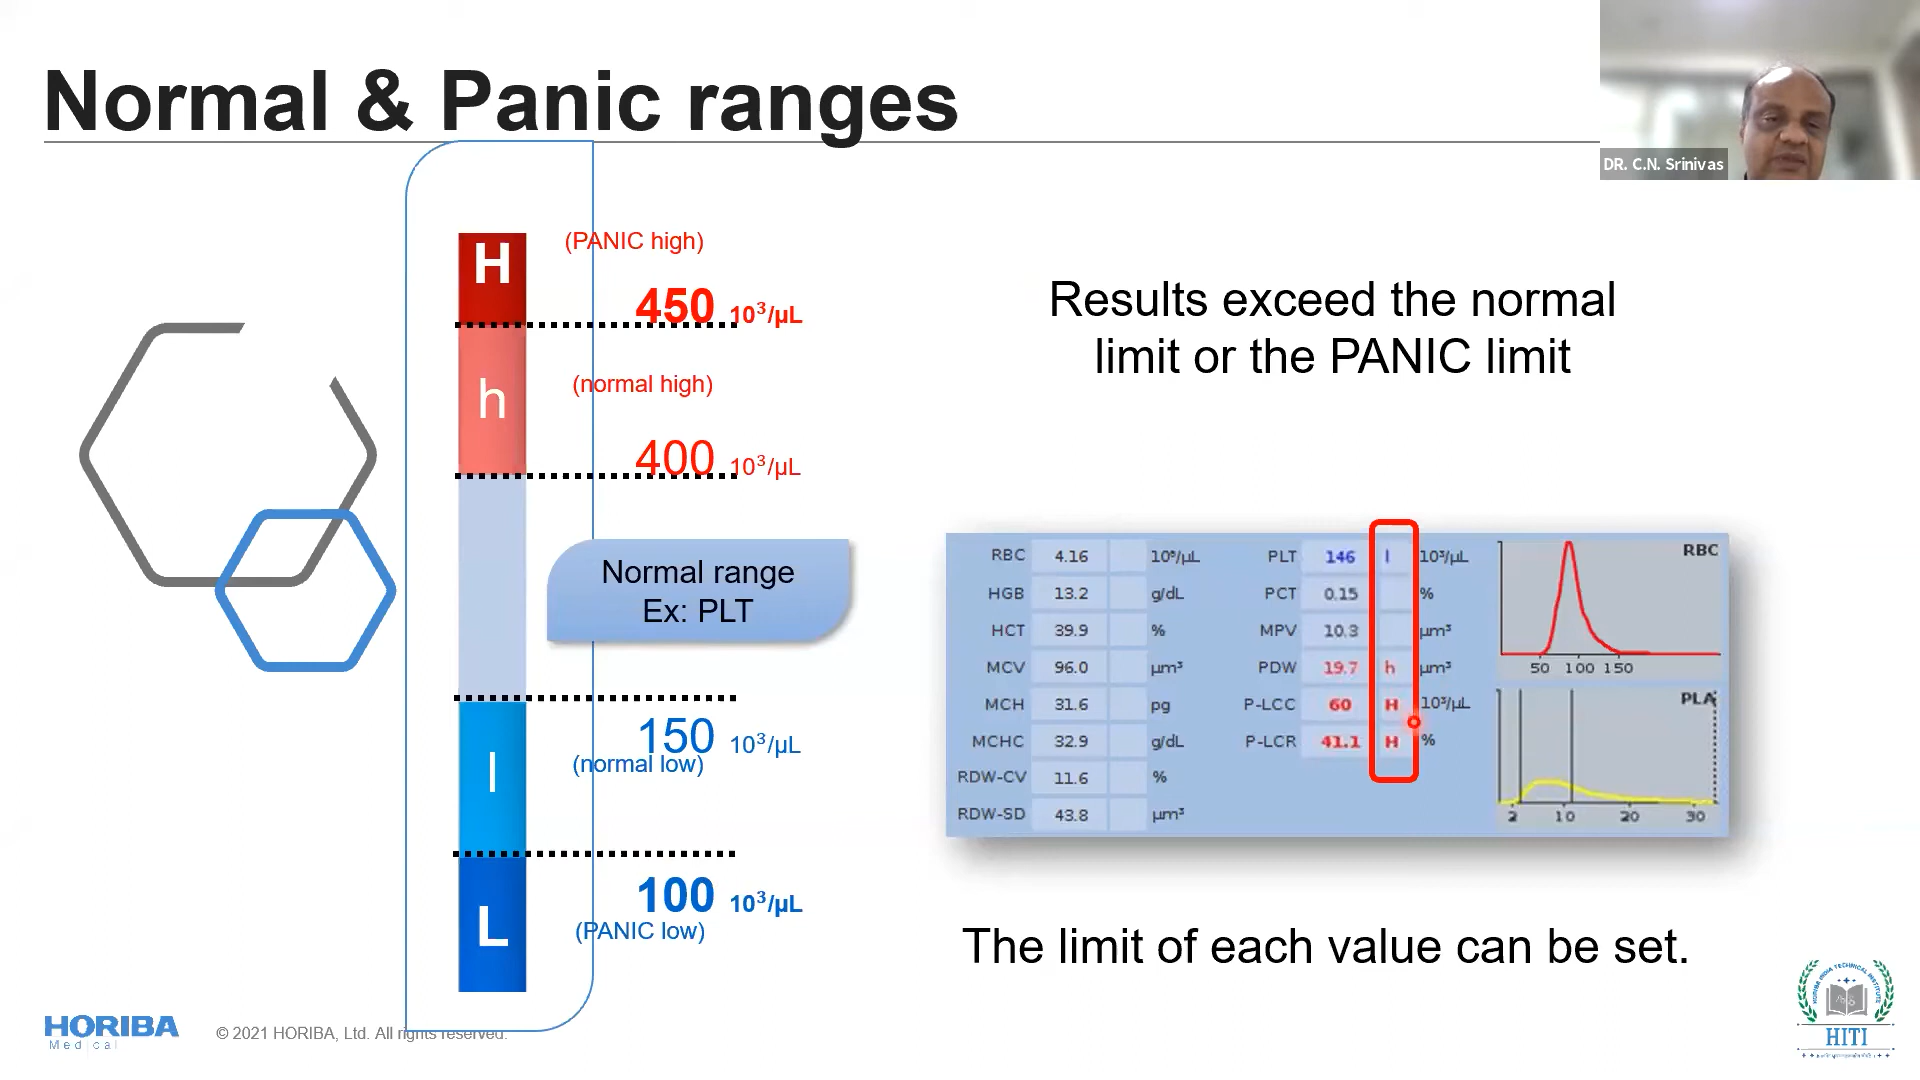 Normal & Panic ranges
DR. C.N. Srinivas
H
(PANIC high)
450 10³/µL
h
(normal high)
400 10³/µL
Normal range
Ex: PLT
150 10³/µL
(normal low)
l
100 10³/µL
(PANIC low)
L
Results exceed the normal
limit or the PANIC limit
RBC 4.16 10⁶/µL
HGB 13.2 g/dL
HCT 39.9 %
MCV 96.0 µm³
MCH 31.6 pg
MCHC 32.9 g/dL
RDW-CV 11.6 %
RDW-SD 43.8 µm³
PLT 146 l 10³/µL
PCT 0.15 %
MPV 10.3 µm³
PDW 19.7 h µm³
P-LCC 60 H 10³/µL
P-LCR 41.1 H %
RBC
50 100 150
PLA
2 10 20 30
The limit of each value can be set.
HORIBA
Medical
© 2021 HORIBA, Ltd. All rights reserved.
HORIBA INDIA TECHNICAL INSTITUTE
HITI